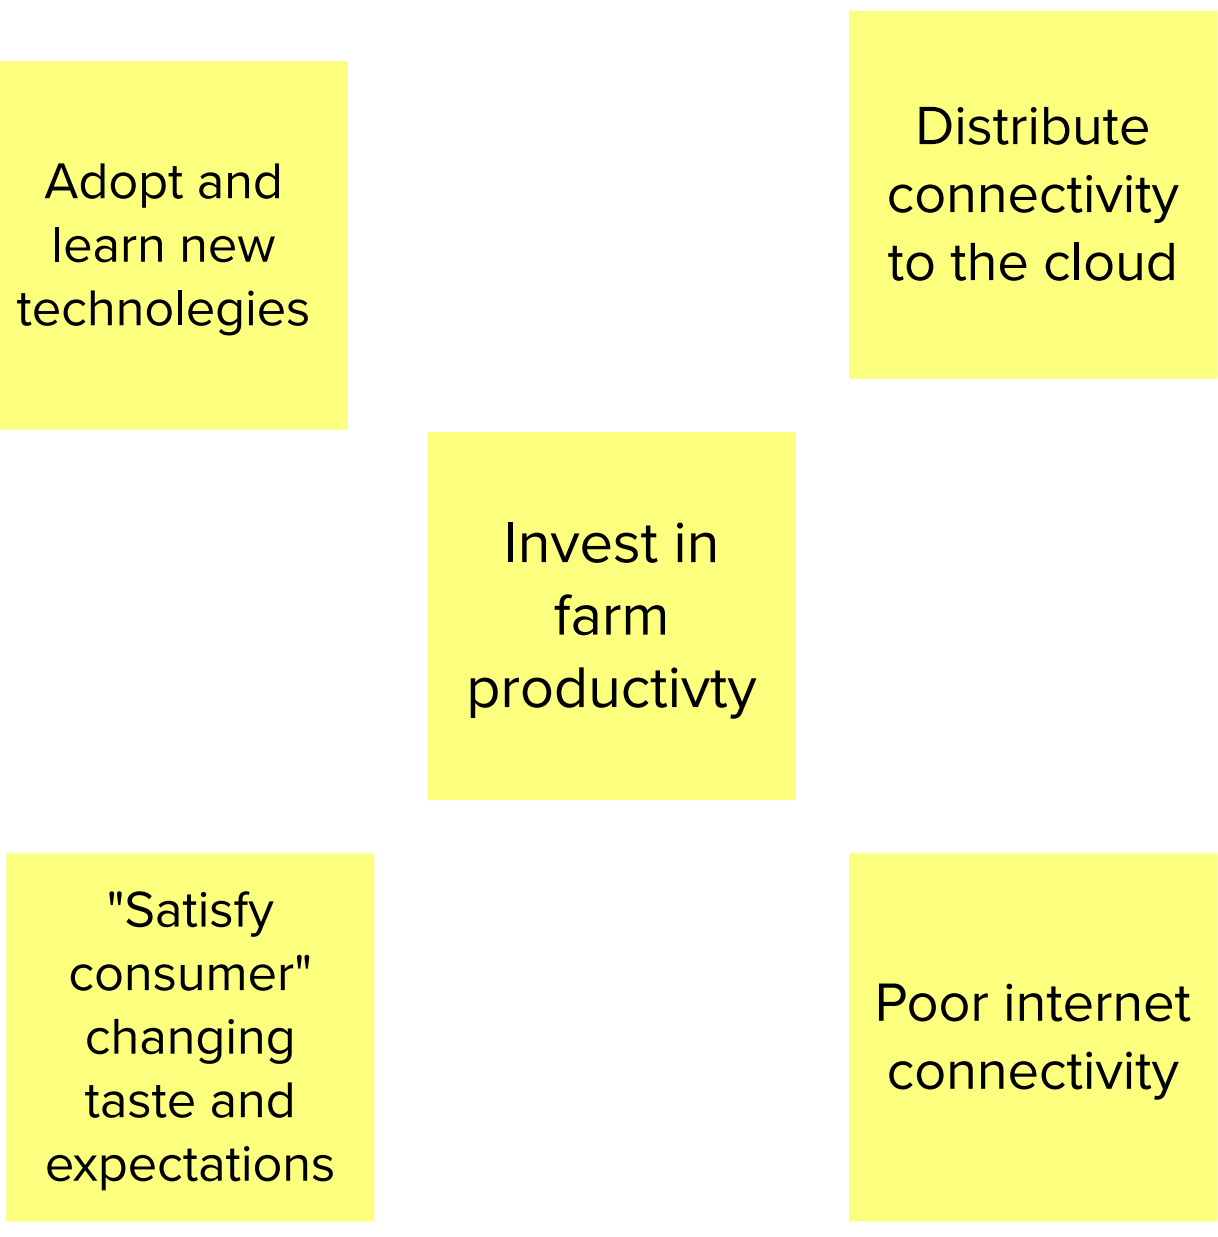 Adopt and
learn new
technolegies
Distribute
connectivity
to the cloud
Invest in
farm
productivty
"Satisfy
consumer"
changing
taste and
expectations
Poor internet
connectivity